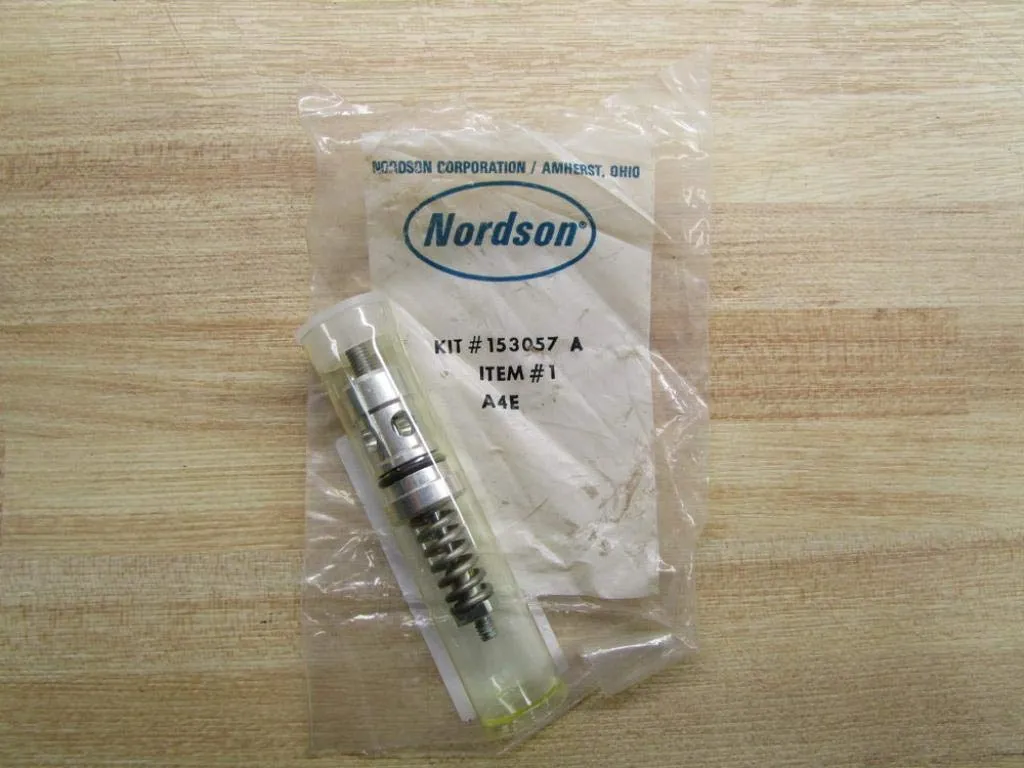 NORDSON CORPORATION / AMHERST, OHIO
Nordson®
KIT #153057 A
ITEM #1
A4E